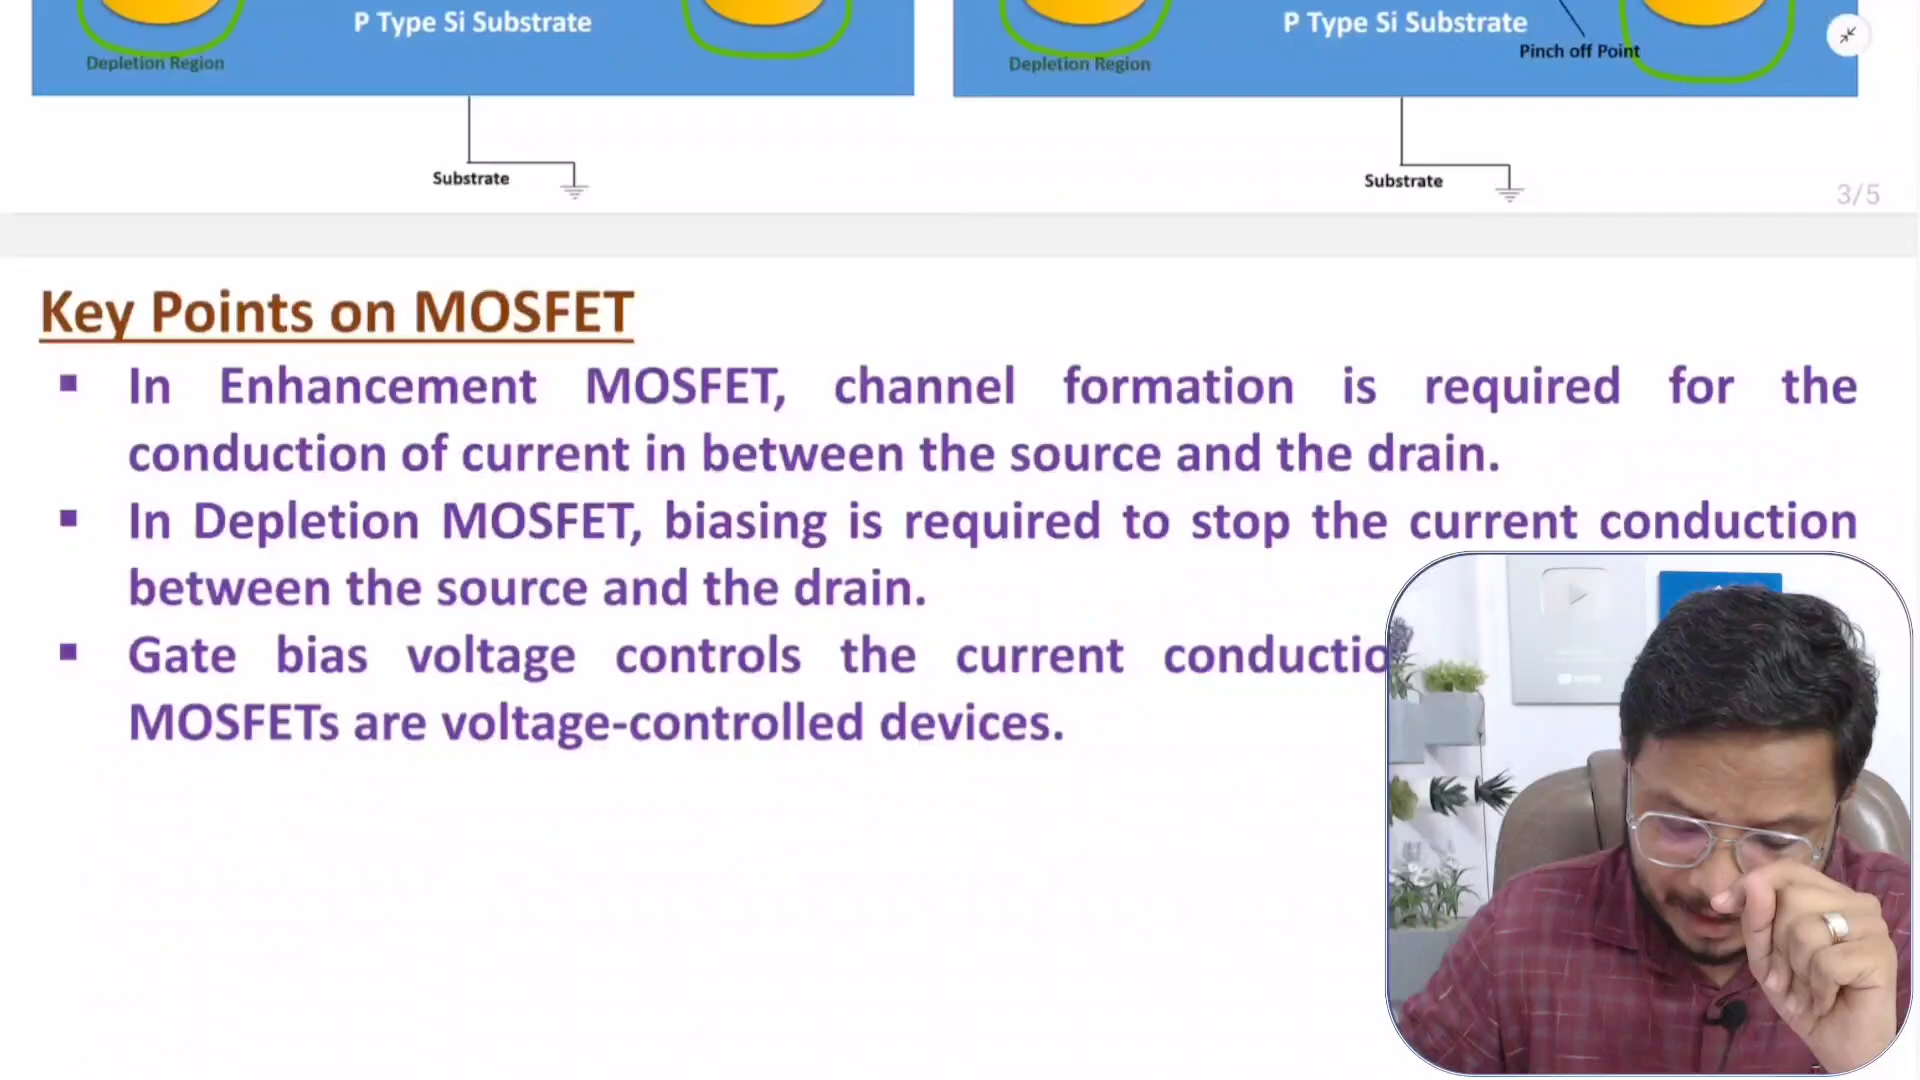 P Type Si Substrate
P Type Si Substrate
Pinch off Point
Depletion Region
Depletion Region
Substrate
Substrate
3/5
Key Points on MOSFET
▪ In Enhancement MOSFET, channel formation is required for the
conduction of current in between the source and the drain.
▪ In Depletion MOSFET, biasing is required to stop the current conduction
between the source and the drain.
▪ Gate bias voltage controls the current
MOSFETs are voltage-controlled devices.